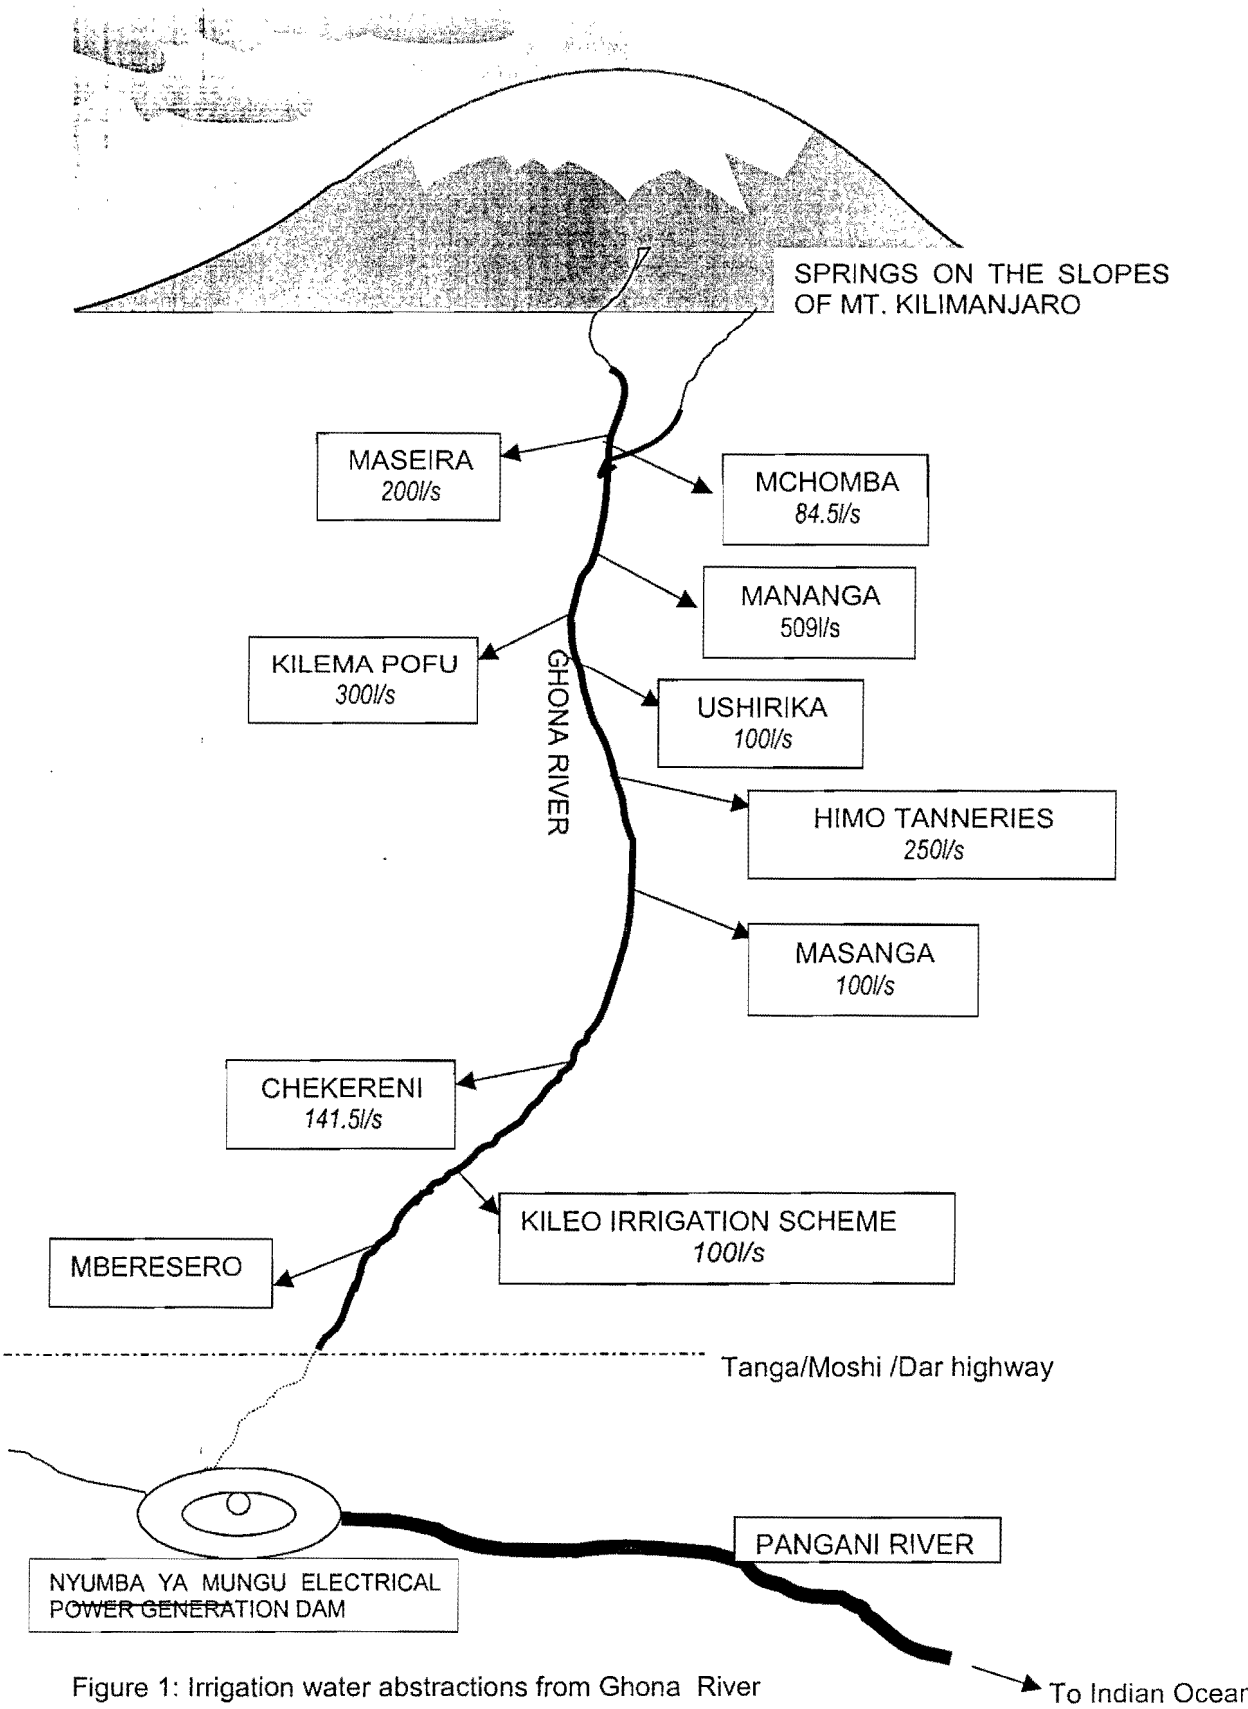 SPRINGS ON THE SLOPES
OF MT. KILIMANJARO
MASEIRA
200l/s
MCHOMBA
84.5l/s
MANANGA
509l/s
KILEMA POFU
300l/s
GHONA RIVER
USHIRIKA
100l/s
HIMO TANNERIES
250l/s
MASANGA
100l/s
CHEKERENI
141.5l/s
KILEO IRRIGATION SCHEME
100l/s
MBERESERO
Tanga/Moshi /Dar highway
PANGANI RIVER
NYUMBA YA MUNGU ELECTRICAL
POWER GENERATION DAM
Figure 1: Irrigation water abstractions from Ghona River
To Indian Ocean